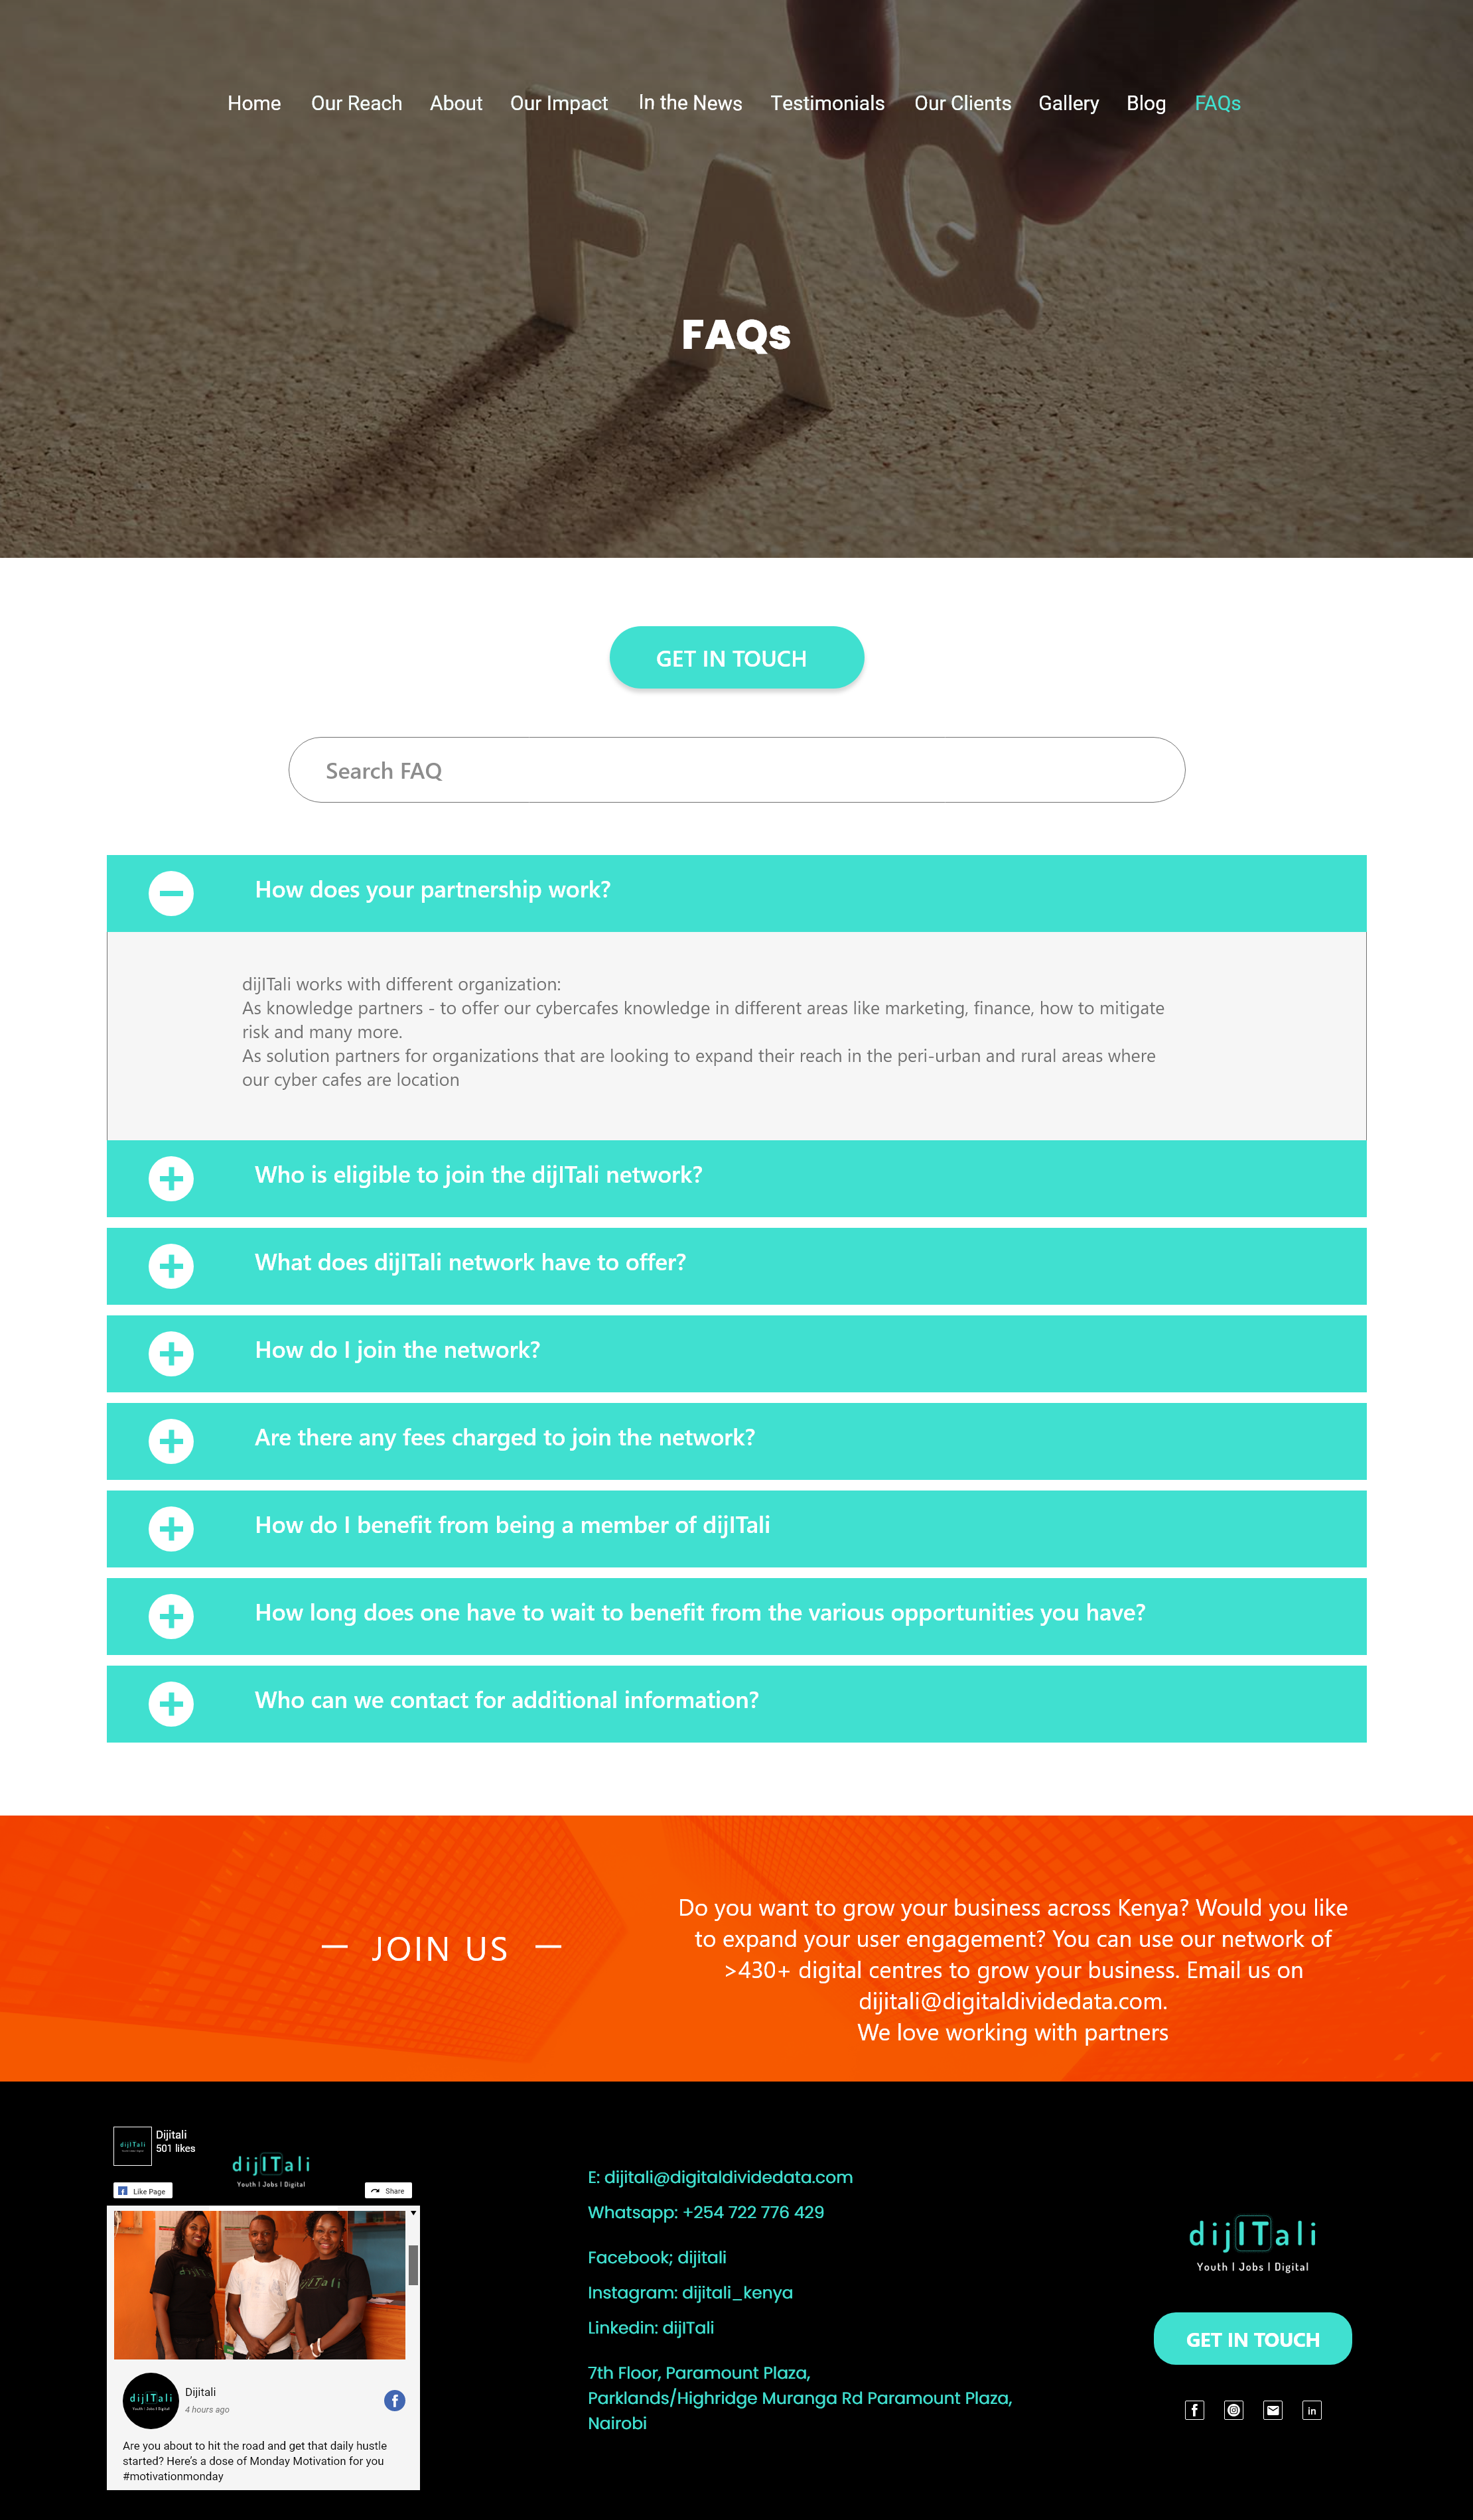 Home Our Reach About Our Impact In the News Testimonials Our Clients Gallery Blog FAQs
FAQ
FAQs
GET IN TOUCH
Search FAQ
How does your partnership work?
dijITali works with different organization:
As knowledge partners - to offer our cybercafes knowledge in different areas like marketing, finance, how to mitigate
risk and many more.
As solution partners for organizations that are looking to expand their reach in the peri-urban and rural areas where
our cyber cafes are location
Who is eligible to join the dijITali network?
What does dijITali network have to offer?
How do I join the network?
Are there any fees charged to join the network?
How do I benefit from being a member of dijITali
How long does one have to wait to benefit from the various opportunities you have?
Who can we contact for additional information?
— JOIN US —
Do you want to grow your business across Kenya? Would you like
to expand your user engagement? You can use our network of
>430+ digital centres to grow your business. Email us on
dijitali@digitaldividedata.com.
We love working with partners
dijITali
Dijitali
501 likes
dijITali
Youth | Jobs | Digital
Like Page
Share
dijITali
dijITali
dijITali
Youth | Jobs | Digital
Dijitali
4 hours ago
Are you about to hit the road and get that daily hustle
started? Here's a dose of Monday Motivation for you
#motivationmonday
E: dijitali@digitaldividedata.com
Whatsapp: +254 722 776 429
Facebook; dijitali
Instagram: dijitali_kenya
Linkedin: dijITali
7th Floor, Paramount Plaza,
Parklands/Highridge Muranga Rd Paramount Plaza,
Nairobi
dijITali
Youth | Jobs | Digital
GET IN TOUCH
in